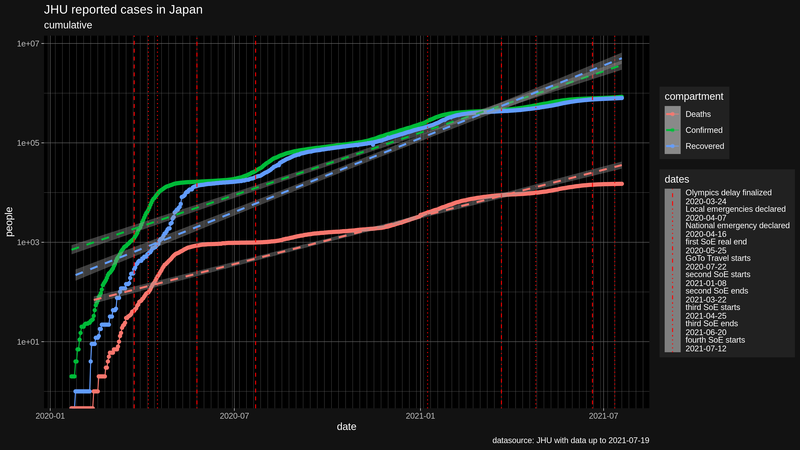 JHU reported cases in Japan
cumulative
1e+07
1e+05
1e+03
1e+01
people
2020-01
2020-07
2021-01
2021-07
date
compartment
Deaths
Confirmed
Recovered
dates
Olympics delay finalized
2020-03-24
Local emergencies declared
2020-04-07
National emergency declared
2020-04-16
first SoE real end
2020-05-25
GoTo Travel starts
2020-07-22
second SoE starts
2021-01-08
second SoE ends
2021-03-22
third SoE starts
2021-04-25
third SoE ends
2021-06-20
fourth SoE starts
2021-07-12
datasource: JHU with data up to 2021-07-19